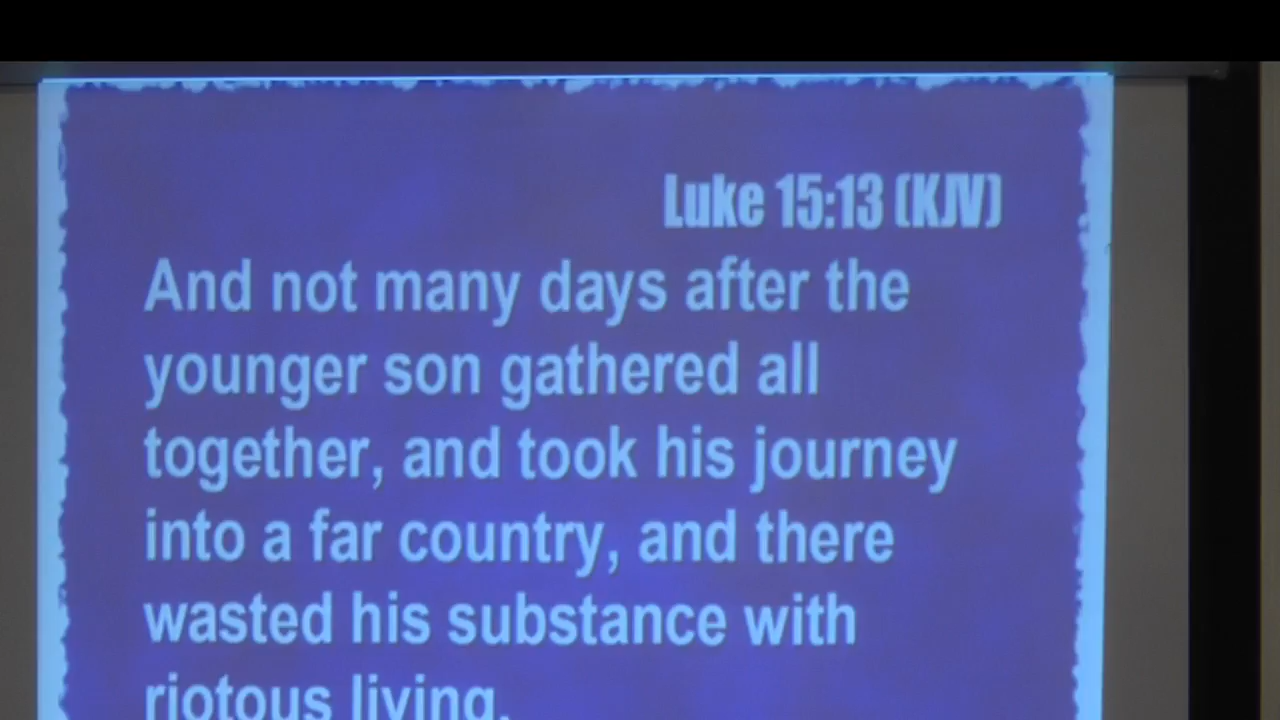 Luke 15:13 (KJV)
And not many days after the
younger son gathered all
together, and took his journey
into a far country, and there
wasted his substance with
riotous living.